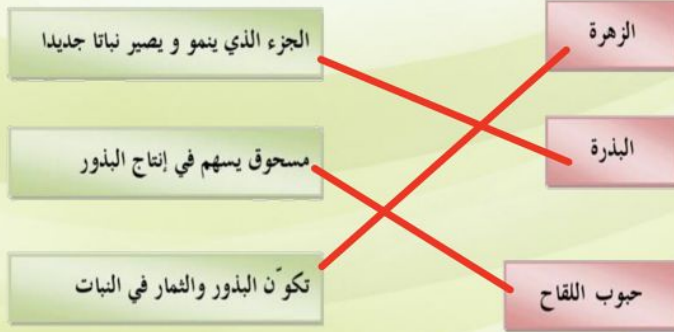 الزهرة
الجزء الذي ينمو و يصير نباتا جديدا
البذرة
مسحوق يسهم في إنتاج البذور
حبوب اللقاح
تكوّن البذور والثمار في النبات